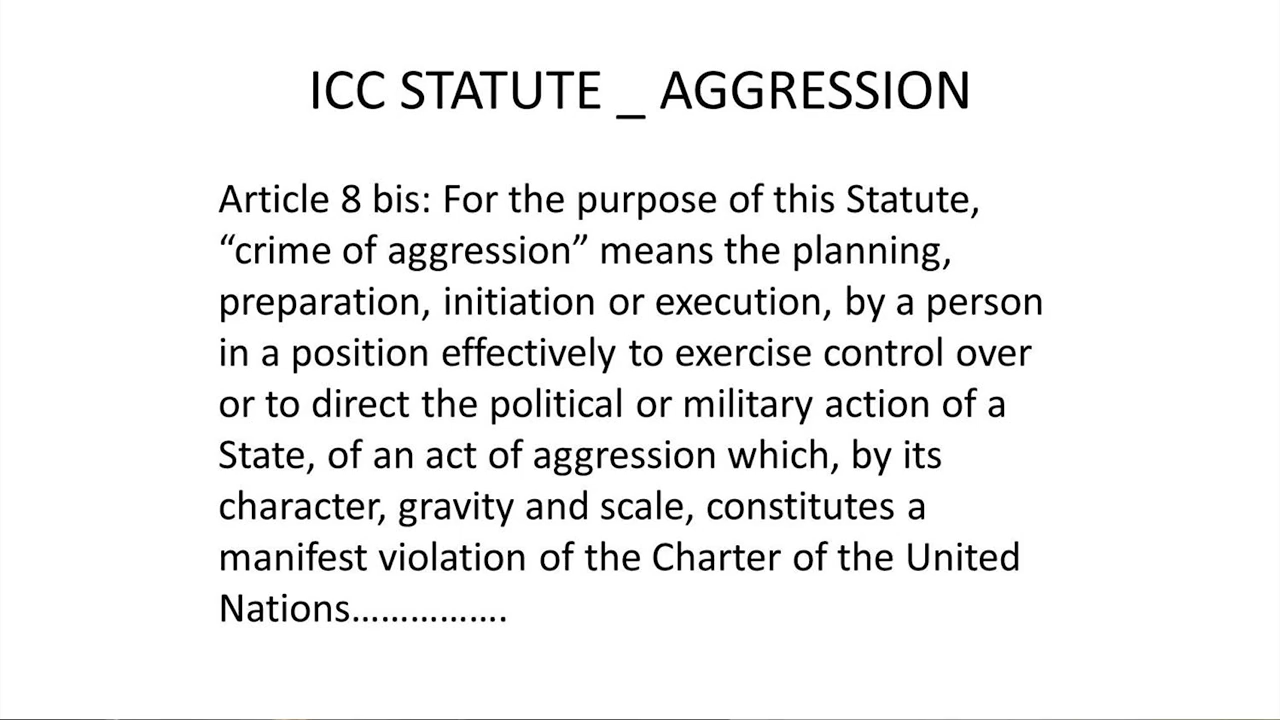 ICC STATUTE _ AGGRESSION
Article 8 bis: For the purpose of this Statute,
“crime of aggression” means the planning,
preparation, initiation or execution, by a person
in a position effectively to exercise control over
or to direct the political or military action of a
State, of an act of aggression which, by its
character, gravity and scale, constitutes a
manifest violation of the Charter of the United
Nations…………….